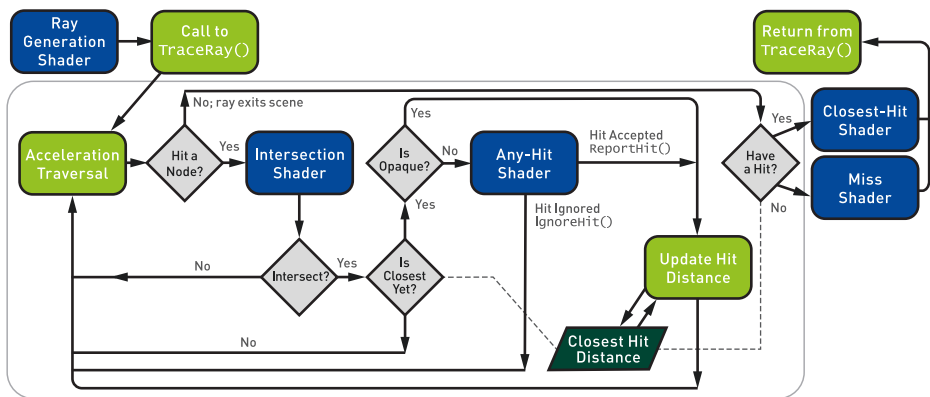 Ray
Generation
Shader
Call to
TraceRay()
Return from
TraceRay()
No; ray exits scene
Acceleration
Traversal
Hit a
Node?
Yes
Intersection
Shader
Yes
Is
Opaque?
No
Any-Hit
Shader
Hit Accepted
ReportHit()
Have
a Hit?
Yes
Closest-Hit
Shader
No
Miss
Shader
Yes
Hit Ignored
IgnoreHit()
No
Intersect?
Yes
Is
Closest
Yet?
Update Hit
Distance
No
Closest Hit
Distance